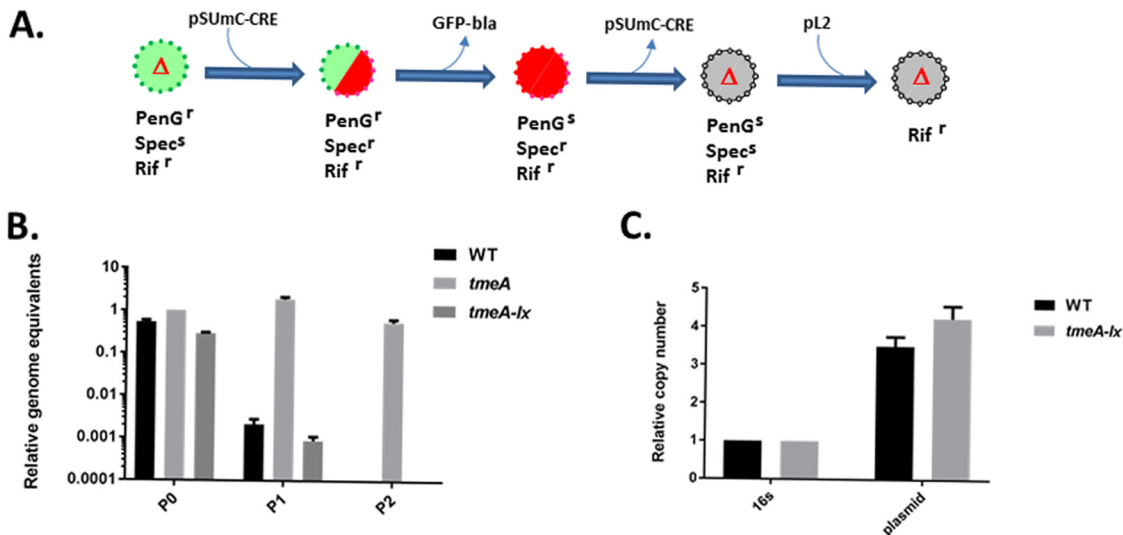 A.
pSUmC-CRE
GFP-bla
pSUmC-CRE
pL2
Δ
Δ
Δ
PenG r
Spec s
Rif r
PenG r
Spec r
Rif r
PenG s
Spec r
Rif r
PenG s
Spec s
Rif r
Rif r
B.
Relative genome equivalents
10
1
0.1
0.01
0.001
0.0001
P0
P1
P2
WT
tmeA
tmeA-lx
C.
Relative copy number
5
4
3
2
1
0
16s
plasmid
WT
tmeA-lx